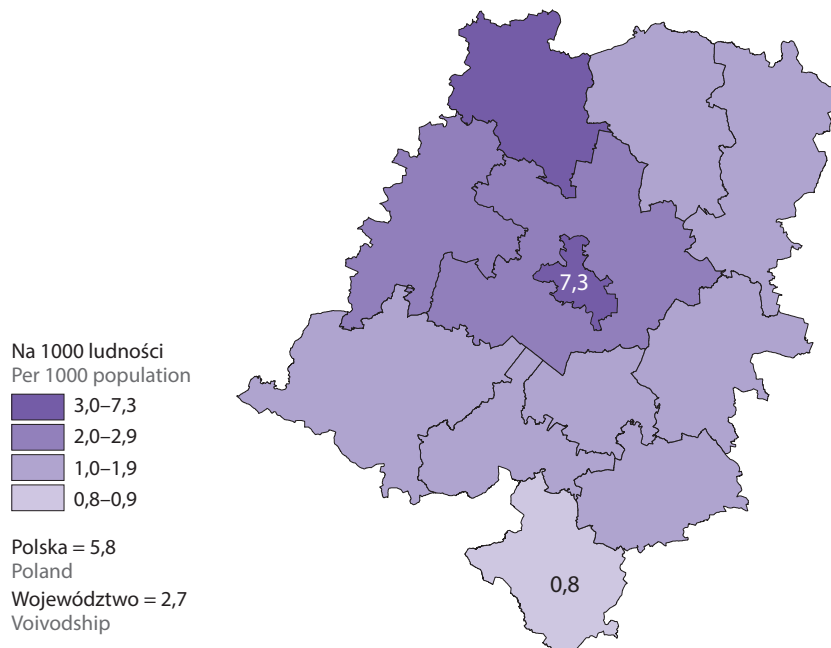 7,3
Na 1000 ludności
Per 1000 population
3,0–7,3
2,0–2,9
1,0–1,9
0,8–0,9
Polska = 5,8
Poland
Województwo = 2,7
Voivodship
0,8